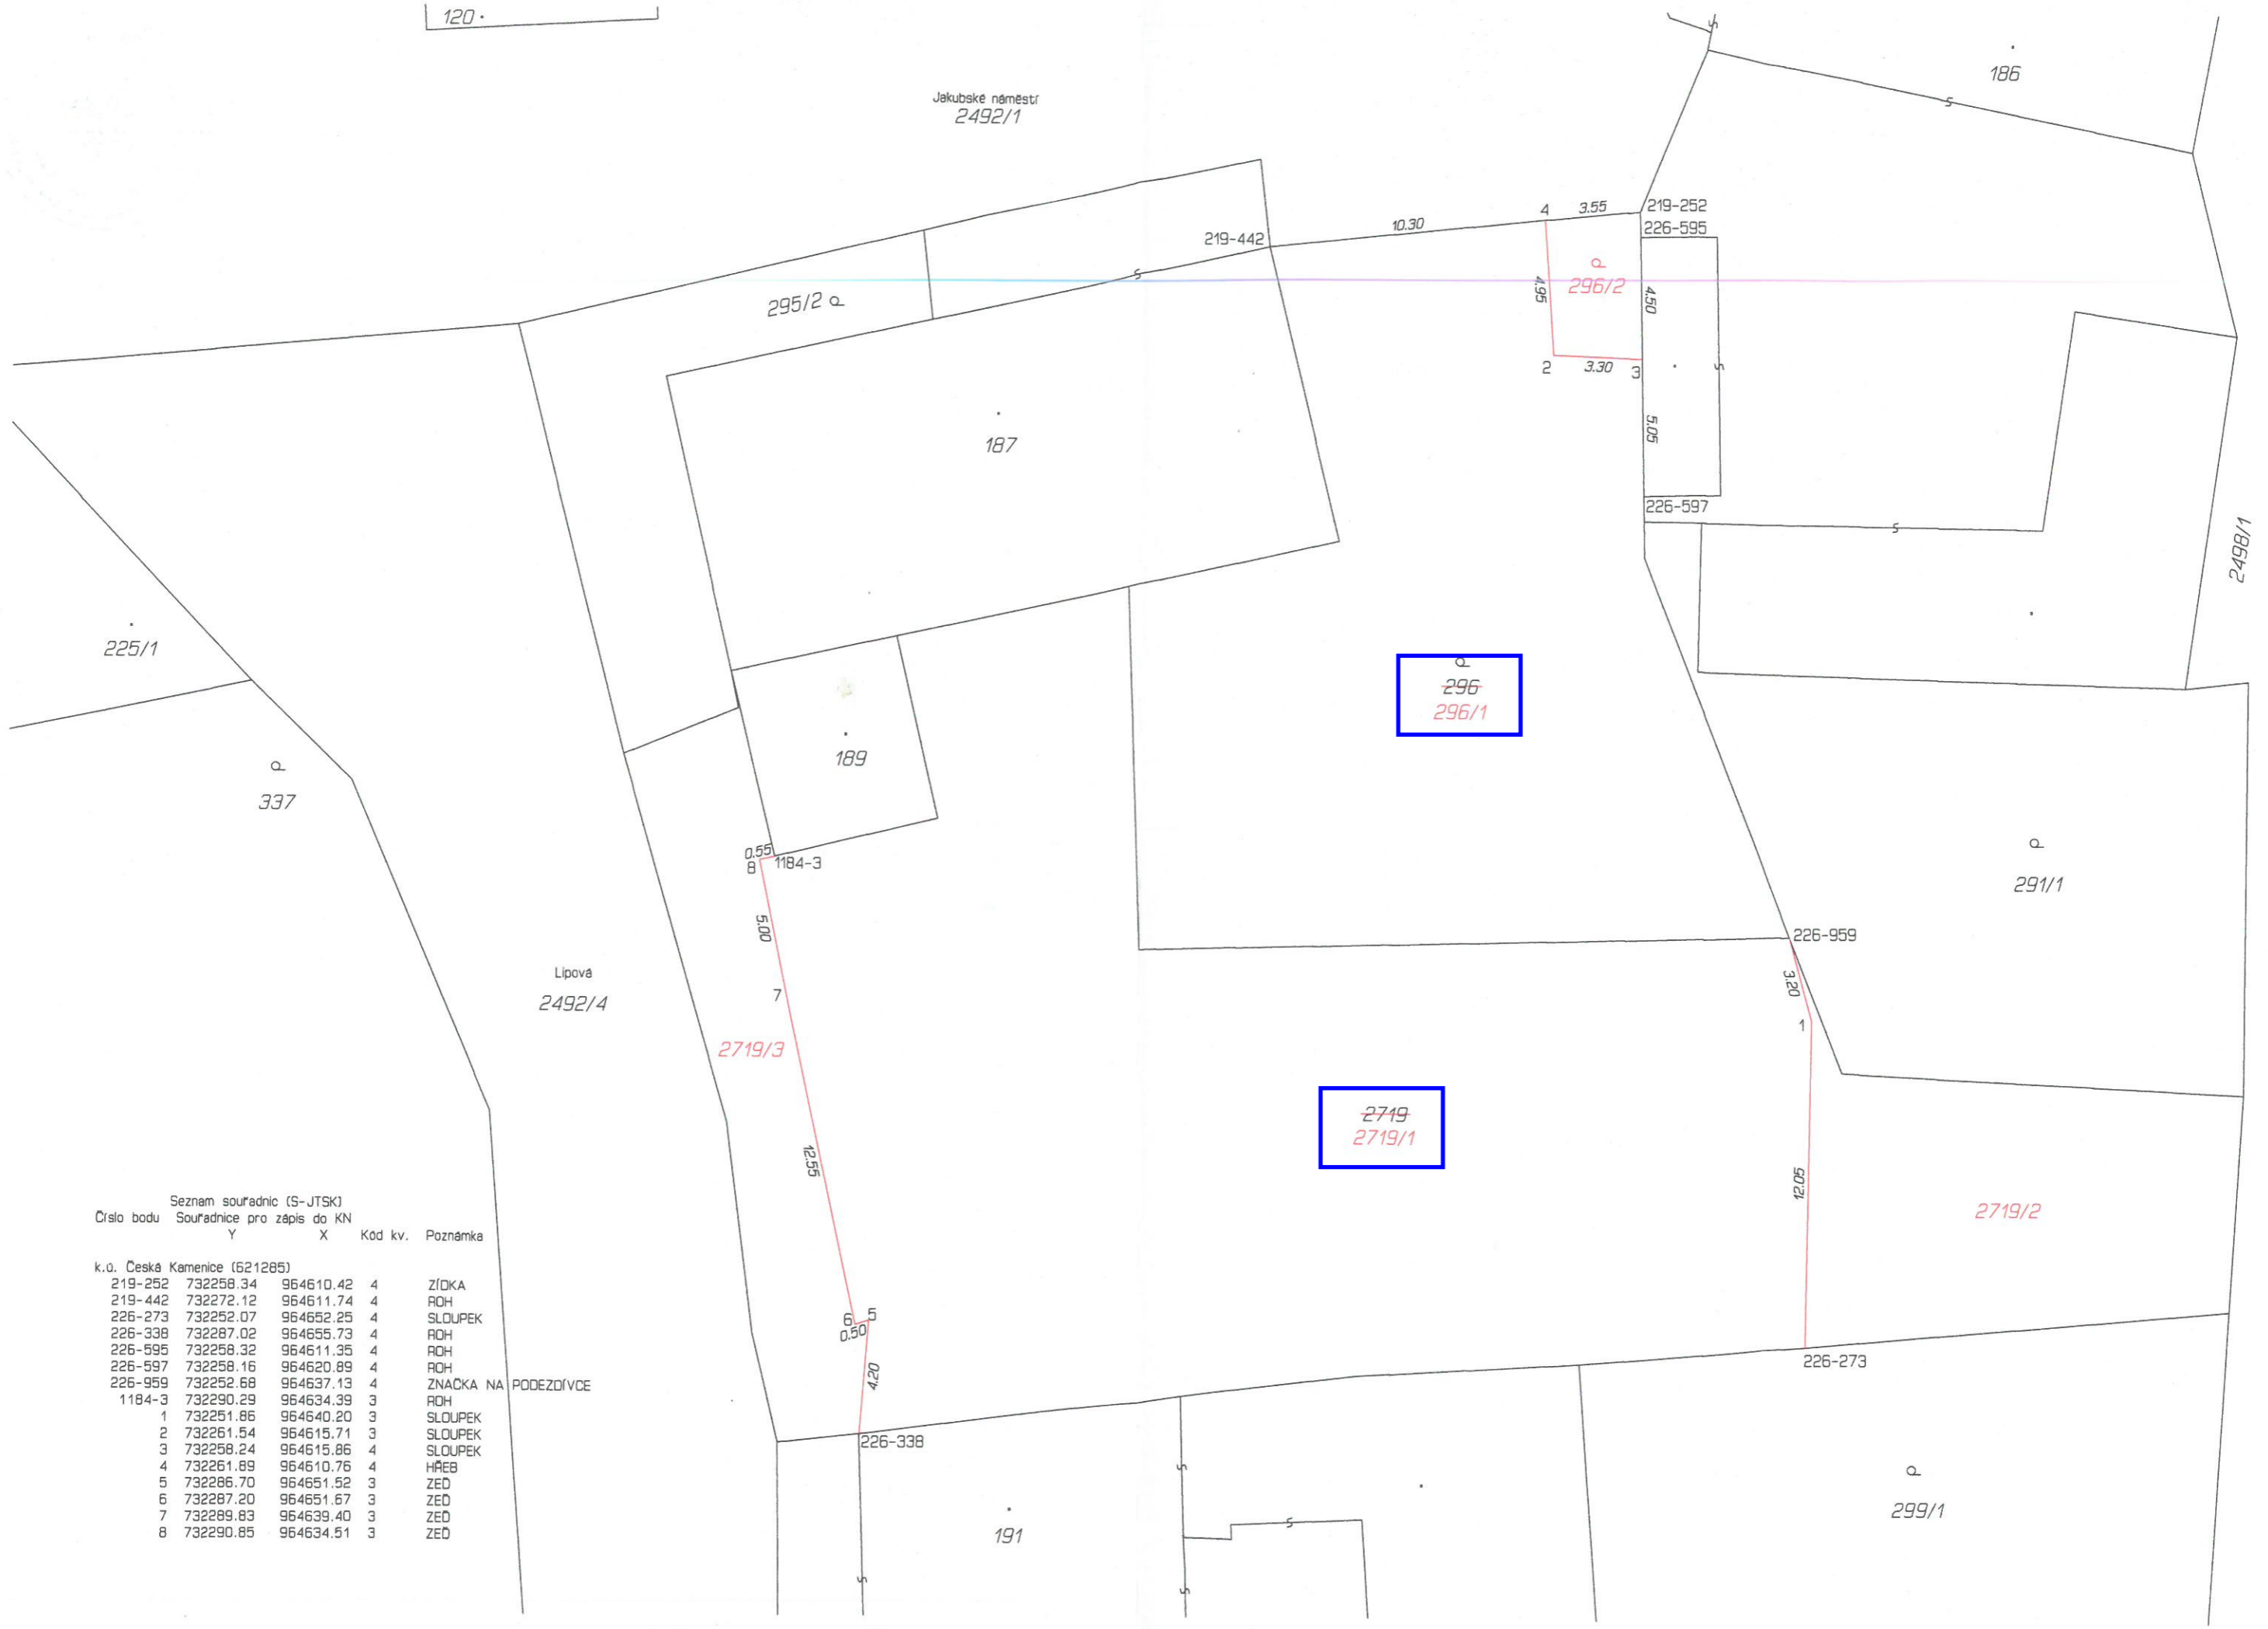 120
Jakubské náměstí
2492/1
186
4
3.55
219-252
226-595
10.30
219-442
296/2
4.95
4.50
295/2
2
3.30
3
187
5.05
226-597
2498/1
225/1
296
296/1
189
337
0.55
8
1184-3
291/1
5.00
226-959
Lipová
7
3.20
2492/4
1
2719/3
2719
2719/1
12.55
12.05
2719/2
Seznam souřadnic (S-JTSK)
Číslo bodu Souřadnice pro zápis do KN
Y X Kód kv. Poznámka
k.ú. Česká Kamenice (621285)
219-252 732258.34 964610.42 4 ZÍDKA
219-442 732272.12 964611.74 4 ROH
226-273 732252.07 964652.25 4 SLOUPEK
226-338 732287.02 964655.73 4 ROH
226-595 732258.32 964611.35 4 ROH
226-597 732258.16 964620.89 4 ROH
226-959 732252.68 964637.13 4 ZNAČKA NA PODEZDÍVCE
1184-3 732290.29 964634.39 3 ROH
1 732251.86 964640.20 3 SLOUPEK
2 732261.54 964615.71 3 SLOUPEK
3 732258.24 964615.86 4 SLOUPEK
4 732261.89 964610.76 4 HŘEB
5 732286.70 964651.52 3 ZEĎ
6 732287.20 964651.67 3 ZEĎ
7 732289.83 964639.40 3 ZEĎ
8 732290.85 964634.51 3 ZEĎ
6
5
0.50
4.20
226-273
226-338
191
299/1